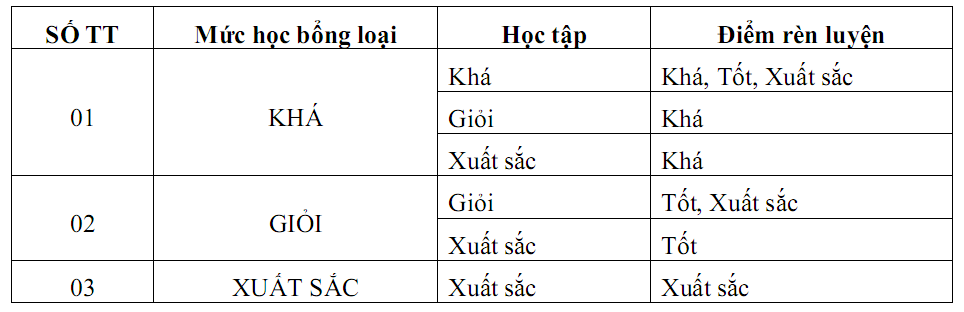 SỐ TT Mức học bổng loại Học tập Điểm rèn luyện
01 KHÁ Khá Khá, Tốt, Xuất sắc
Giỏi Khá
Xuất sắc Khá
02 GIỎI Giỏi Tốt, Xuất sắc
Xuất sắc Tốt
03 XUẤT SẮC Xuất sắc Xuất sắc